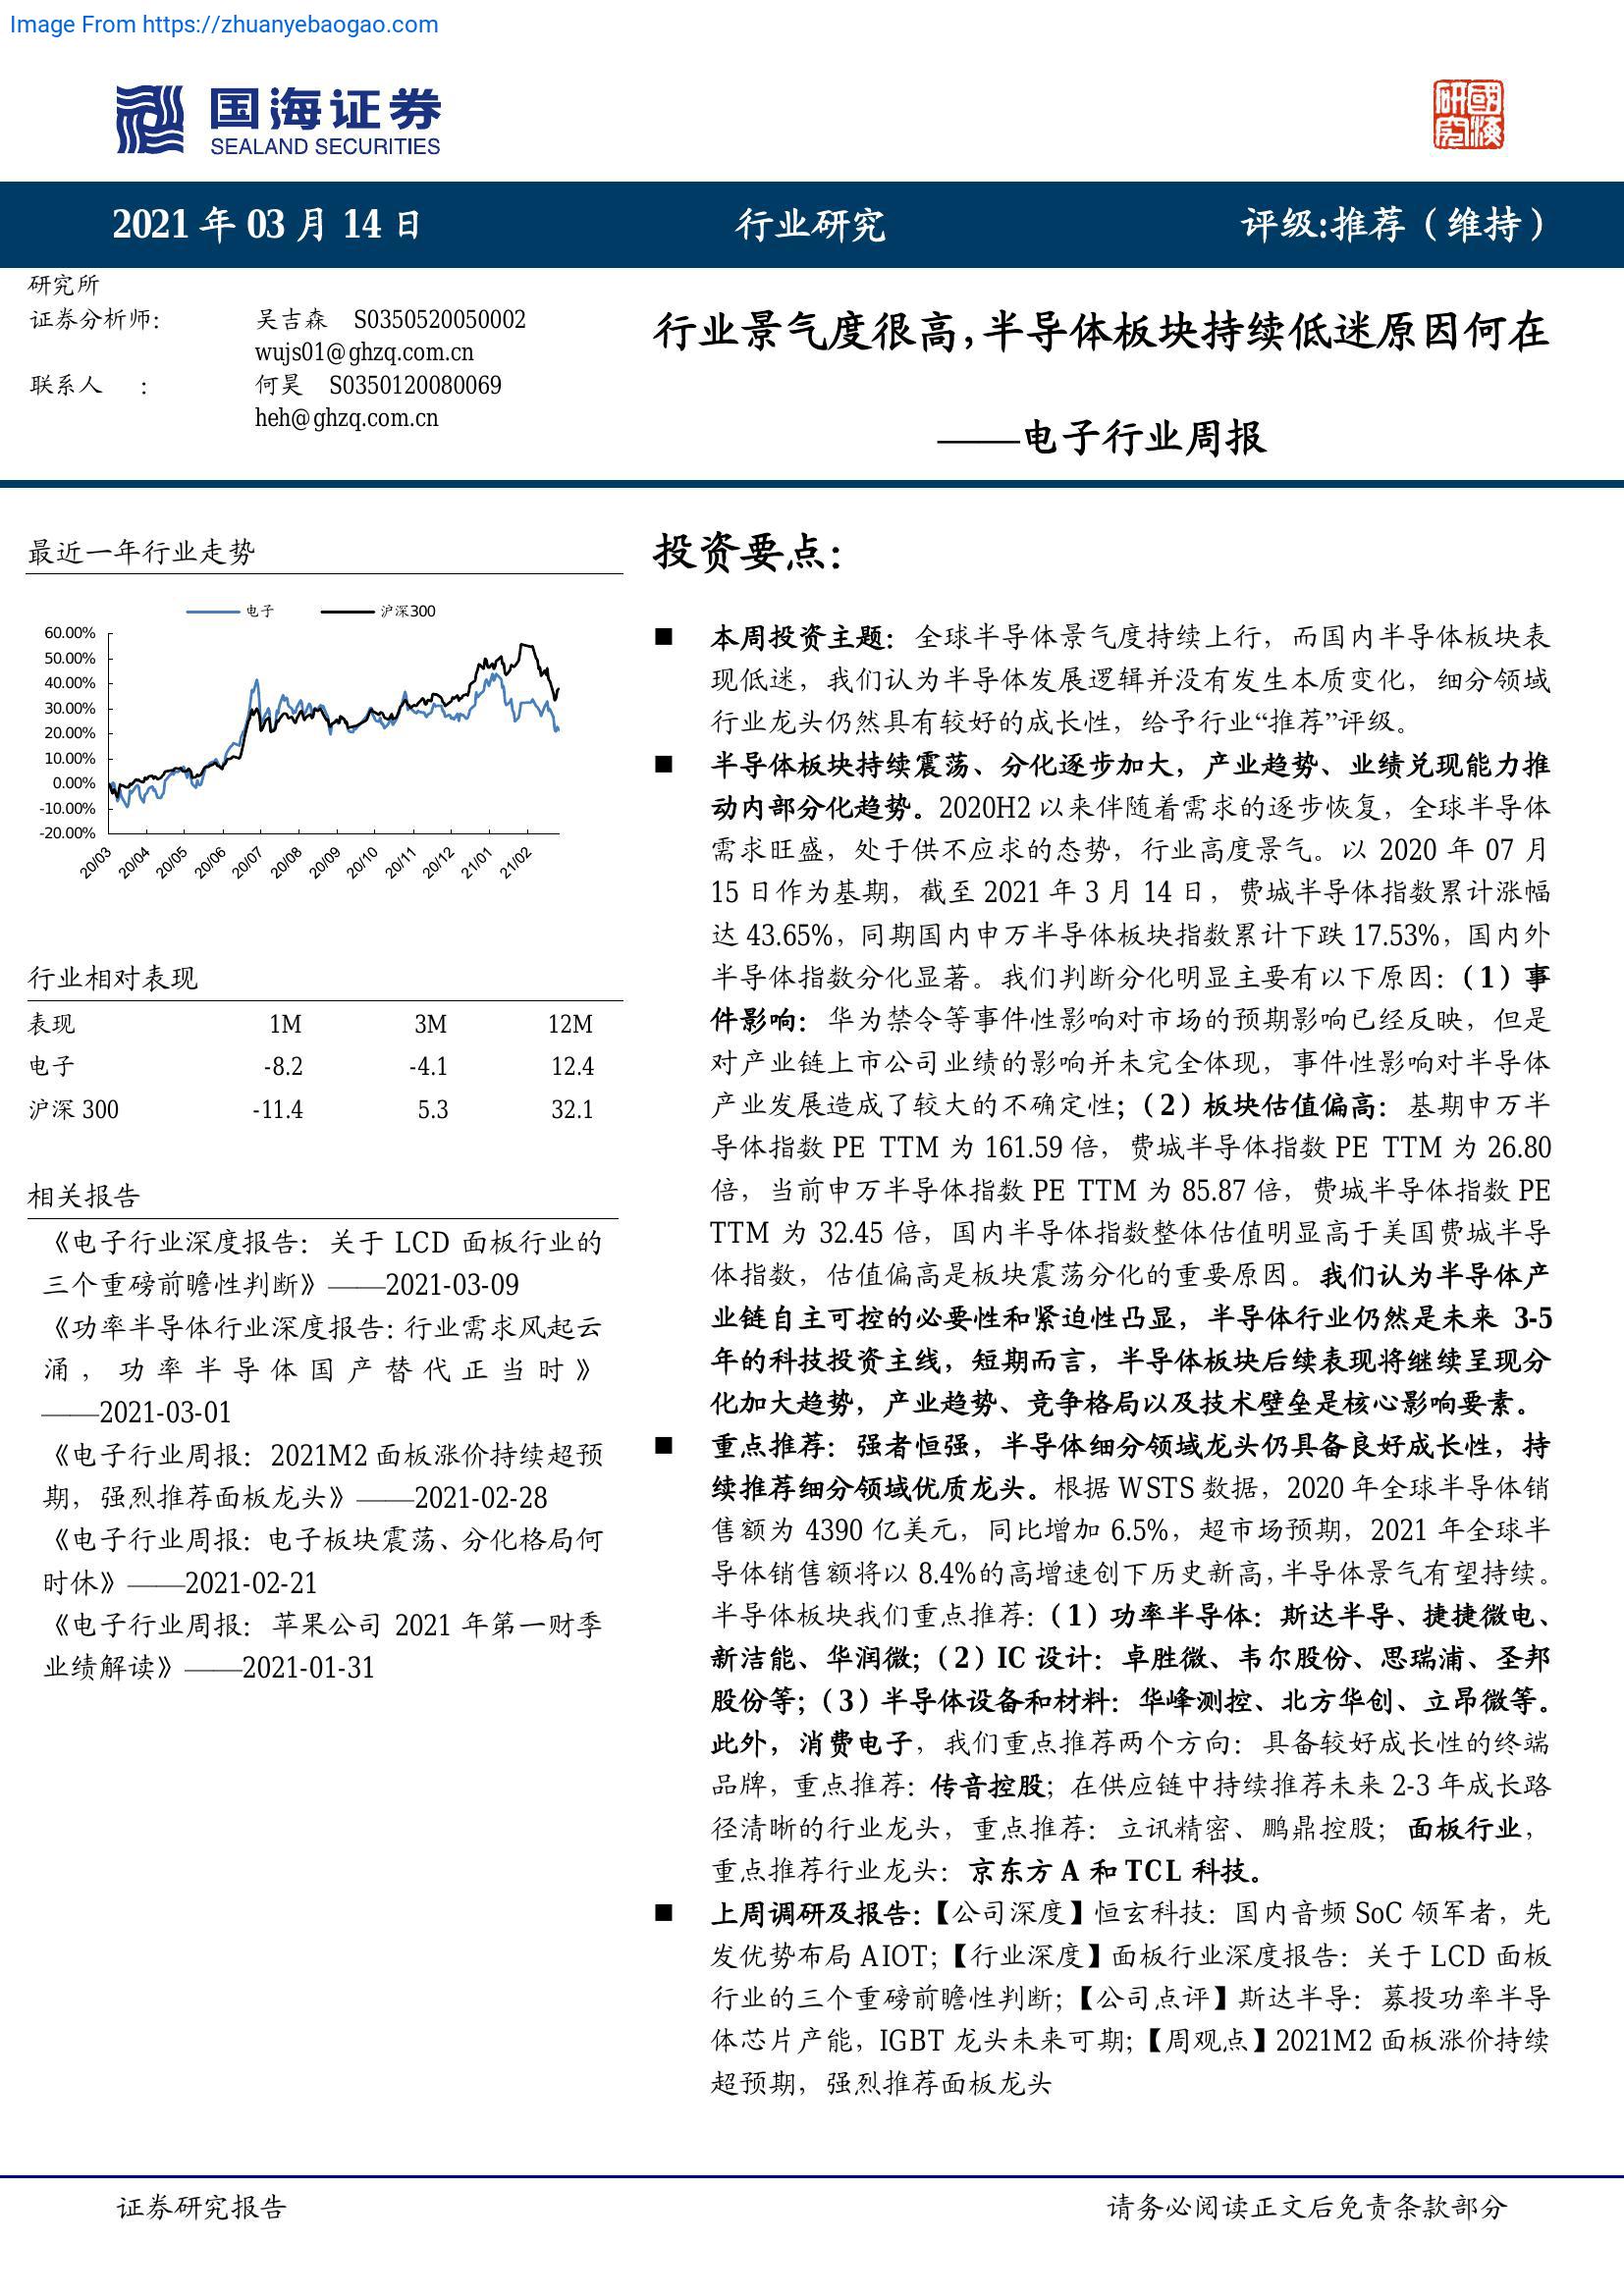 Image From https://zhuanyebaogao.com
国海证券
SEALAND SECURITIES
國海研究
2021 年 03 月 14 日
行业研究
评级:推荐（维持）
研究所
证券分析师: 吴吉森 S0350520050002
wujs01@ghzq.com.cn
联系人 : 何昊 S0350120080069
heh@ghzq.com.cn
行业景气度很高,半导体板块持续低迷原因何在
——电子行业周报
最近一年行业走势
电子 沪深300
60.00%
50.00%
40.00%
30.00%
20.00%
10.00%
0.00%
-10.00%
-20.00%
20/03 20/04 20/05 20/06 20/07 20/08 20/09 20/10 20/11 20/12 21/01 21/02
行业相对表现
表现 1M 3M 12M
电子 -8.2 -4.1 12.4
沪深 300 -11.4 5.3 32.1
相关报告
《电子行业深度报告：关于 LCD 面板行业的
三个重磅前瞻性判断》——2021-03-09
《功率半导体行业深度报告：行业需求风起云
涌，功率半导体国产替代正当时》
——2021-03-01
《电子行业周报：2021M2 面板涨价持续超预
期，强烈推荐面板龙头》——2021-02-28
《电子行业周报：电子板块震荡、分化格局何
时休》——2021-02-21
《电子行业周报：苹果公司 2021 年第一财季
业绩解读》——2021-01-31
投资要点：
■ 本周投资主题：全球半导体景气度持续上行，而国内半导体板块表
现低迷，我们认为半导体发展逻辑并没有发生本质变化，细分领域
行业龙头仍然具有较好的成长性，给予行业“推荐”评级。
■ 半导体板块持续震荡、分化逐步加大，产业趋势、业绩兑现能力推
动内部分化趋势。2020H2 以来伴随着需求的逐步恢复，全球半导体
需求旺盛，处于供不应求的态势，行业高度景气。以 2020 年 07 月
15 日作为基期，截至 2021 年 3 月 14 日，费城半导体指数累计涨幅
达 43.65%，同期国内申万半导体板块指数累计下跌 17.53%，国内外
半导体指数分化显著。我们判断分化明显主要有以下原因：（1）事
件影响：华为禁令等事件性影响对市场的预期影响已经反映，但是
对产业链上市公司业绩的影响并未完全体现，事件性影响对半导体
产业发展造成了较大的不确定性；（2）板块估值偏高：基期申万半
导体指数 PE TTM 为 161.59 倍，费城半导体指数 PE TTM 为 26.80
倍，当前申万半导体指数 PE TTM 为 85.87 倍，费城半导体指数 PE
TTM 为 32.45 倍，国内半导体指数整体估值明显高于美国费城半导
体指数，估值偏高是板块震荡分化的重要原因。我们认为半导体产
业链自主可控的必要性和紧迫性凸显，半导体行业仍然是未来 3-5
年的科技投资主线，短期而言，半导体板块后续表现将继续呈现分
化加大趋势，产业趋势、竞争格局以及技术壁垒是核心影响要素。
■ 重点推荐：强者恒强，半导体细分领域龙头仍具备良好成长性，持
续推荐细分领域优质龙头。根据 WSTS 数据，2020 年全球半导体销
售额为 4390 亿美元，同比增加 6.5%，超市场预期，2021 年全球半
导体销售额将以 8.4%的高增速创下历史新高，半导体景气有望持续。
半导体板块我们重点推荐：（1）功率半导体：斯达半导、捷捷微电、
新洁能、华润微；（2）IC 设计：卓胜微、韦尔股份、思瑞浦、圣邦
股份等；（3）半导体设备和材料：华峰测控、北方华创、立昂微等。
此外，消费电子，我们重点推荐两个方向：具备较好成长性的终端
品牌，重点推荐：传音控股；在供应链中持续推荐未来 2-3 年成长路
径清晰的行业龙头，重点推荐：立讯精密、鹏鼎控股；面板行业，
重点推荐行业龙头：京东方 A 和 TCL 科技。
■ 上周调研及报告：【公司深度】恒玄科技：国内音频 SoC 领军者，先
发优势布局 AIOT；【行业深度】面板行业深度报告：关于 LCD 面板
行业的三个重磅前瞻性判断；【公司点评】斯达半导：募投功率半导
体芯片产能，IGBT 龙头未来可期；【周观点】2021M2 面板涨价持续
超预期，强烈推荐面板龙头
证券研究报告
请务必阅读正文后免责条款部分